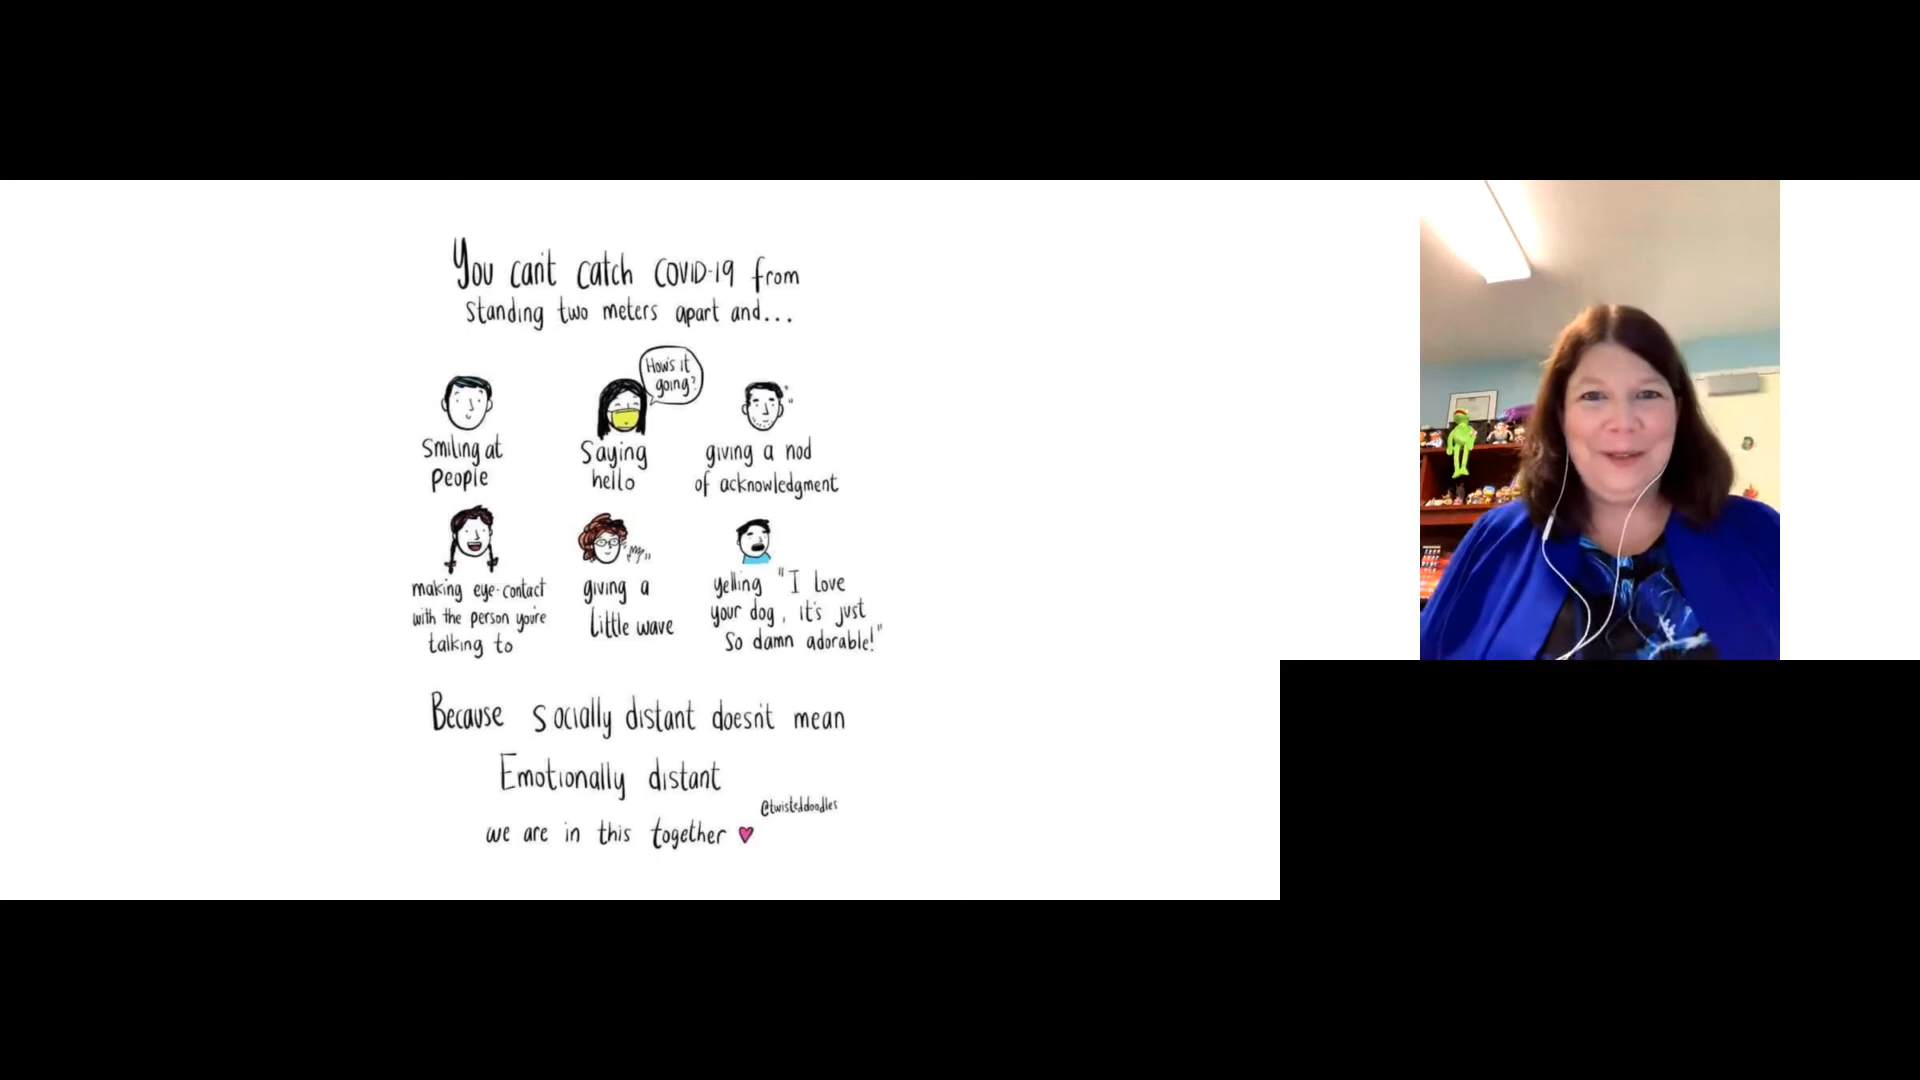 You can't catch COVID-19 from
standing two meters apart and...
How's it
going?
Smiling at
people
Saying
hello
giving a nod
of acknowledgment
making eye-contact
with the person you're
talking to
giving a
little wave
yelling "I love
your dog, it's just
So damn adorable!"
Because socially distant doesn't mean
Emotionally distant
@twisteddoodles
we are in this together